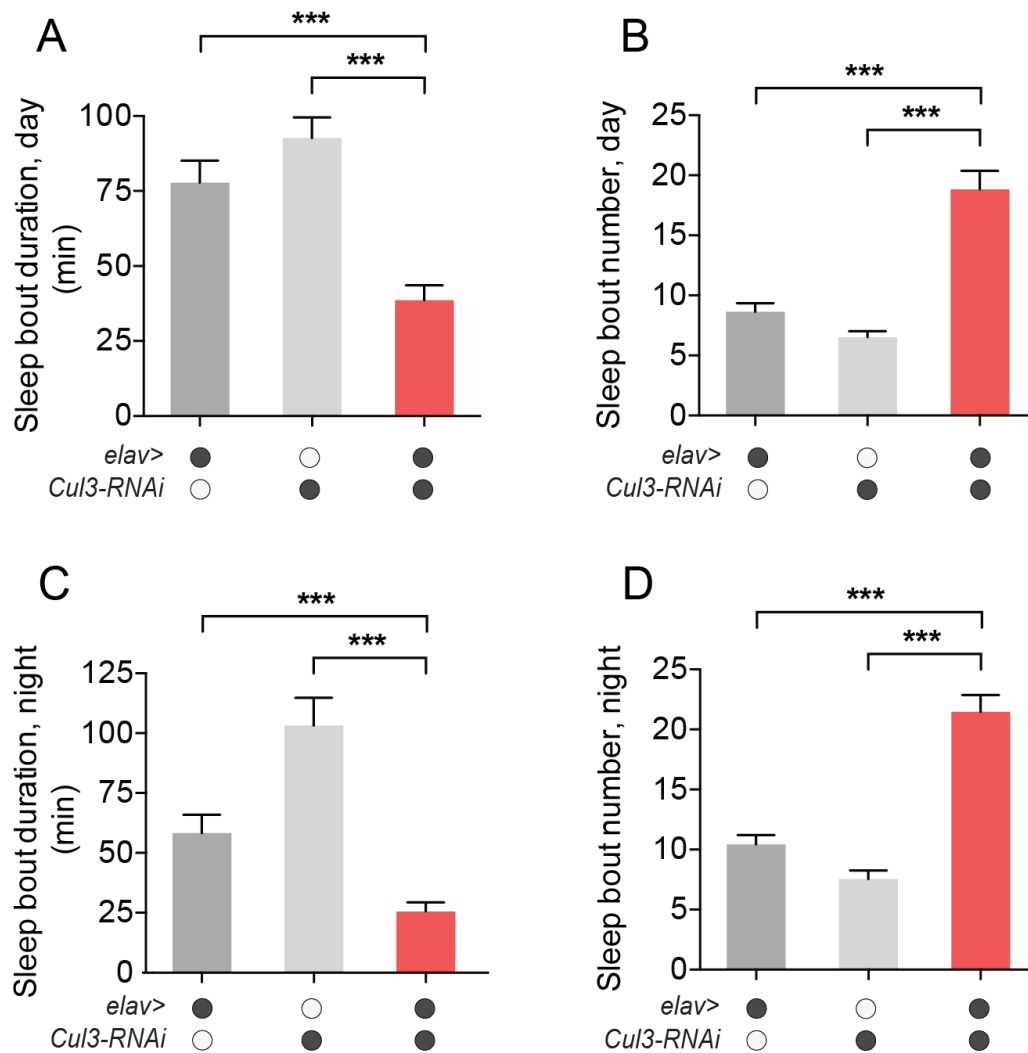 A
***
***
Sleep bout duration, day
(min)
100
75
50
25
0
elav>
Cul3-RNAi
B
***
***
Sleep bout number, day
25
20
15
10
5
0
elav>
Cul3-RNAi
C
***
***
Sleep bout duration, night
(min)
125
100
75
50
25
0
elav>
Cul3-RNAi
D
***
***
Sleep bout number, night
25
20
15
10
5
0
elav>
Cul3-RNAi